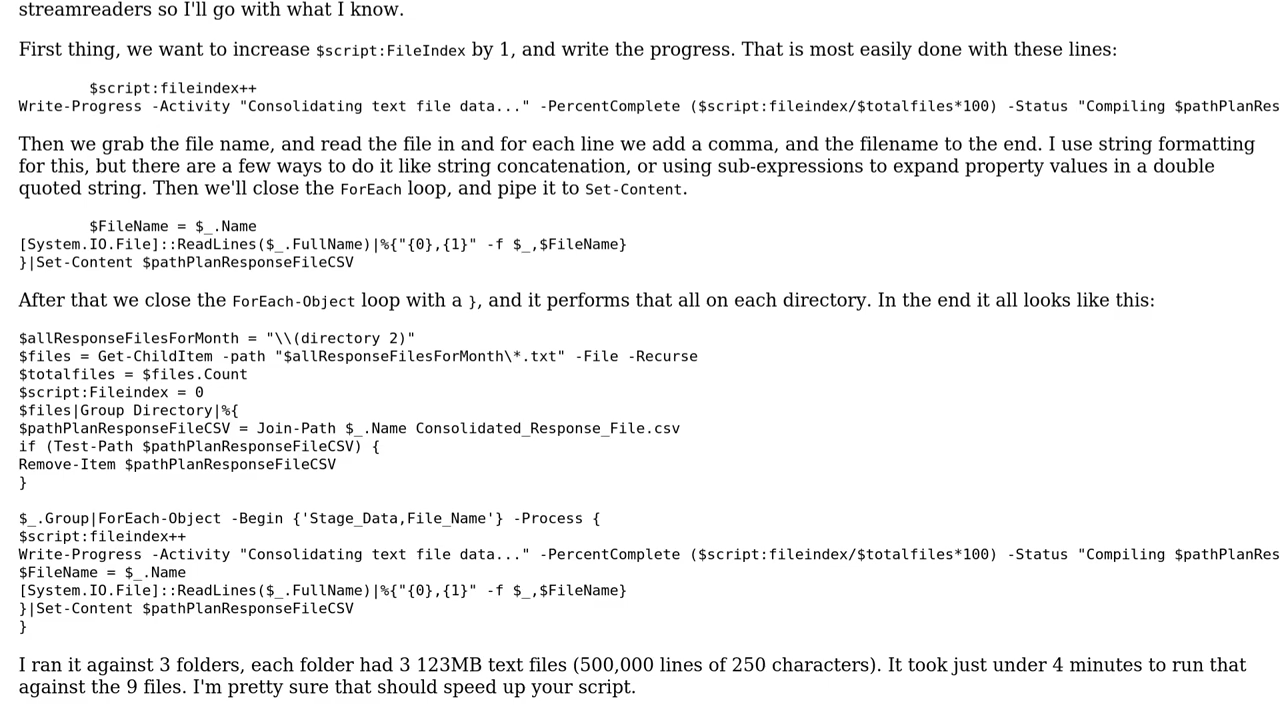 streamreaders so I'll go with what I know.
First thing, we want to increase $script:FileIndex by 1, and write the progress. That is most easily done with these lines:
$script:fileindex++
Write-Progress -Activity "Consolidating text file data..." -PercentComplete ($script:fileindex/$totalfiles*100) -Status "Compiling $pathPlanRes
Then we grab the file name, and read the file in and for each line we add a comma, and the filename to the end. I use string formatting
for this, but there are a few ways to do it like string concatenation, or using sub-expressions to expand property values in a double
quoted string. Then we'll close the ForEach loop, and pipe it to Set-Content.
$FileName = $_.Name
[System.IO.File]::ReadLines($_.FullName)|%{"{0},{1}" -f $_,$FileName}
}|Set-Content $pathPlanResponseFileCSV
After that we close the ForEach-Object loop with a }, and it performs that all on each directory. In the end it all looks like this:
$allResponseFilesForMonth = "\\(directory 2)"
$files = Get-ChildItem -path "$allResponseFilesForMonth\*.txt" -File -Recurse
$totalfiles = $files.Count
$script:Fileindex = 0
$files|Group Directory|%{
$pathPlanResponseFileCSV = Join-Path $_.Name Consolidated_Response_File.csv
if (Test-Path $pathPlanResponseFileCSV) {
Remove-Item $pathPlanResponseFileCSV
}
$_.Group|ForEach-Object -Begin {'Stage_Data,File_Name'} -Process {
$script:fileindex++
Write-Progress -Activity "Consolidating text file data..." -PercentComplete ($script:fileindex/$totalfiles*100) -Status "Compiling $pathPlanRes
$FileName = $_.Name
[System.IO.File]::ReadLines($_.FullName)|%{"{0},{1}" -f $_,$FileName}
}|Set-Content $pathPlanResponseFileCSV
}
I ran it against 3 folders, each folder had 3 123MB text files (500,000 lines of 250 characters). It took just under 4 minutes to run that
against the 9 files. I'm pretty sure that should speed up your script.